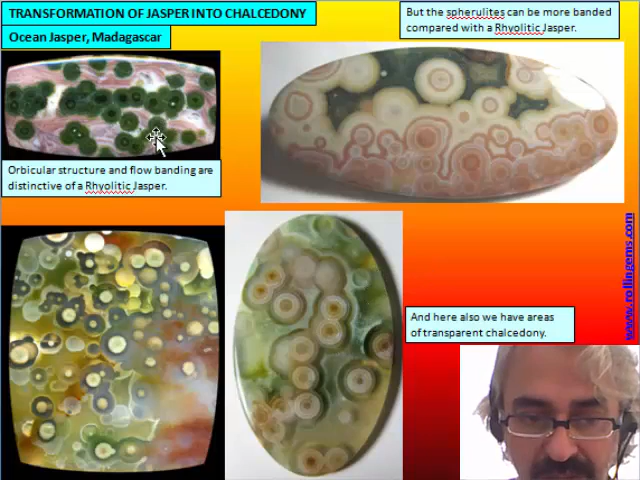 TRANSFORMATION OF JASPER INTO CHALCEDONY
Ocean Jasper, Madagascar
But the spherulites can be more banded
compared with a Rhyolitic Jasper.
Orbicular structure and flow banding are
distinctive of a Rhyolitic Jasper.
And here also we have areas
of transparent chalcedony.
www.rollingems.com